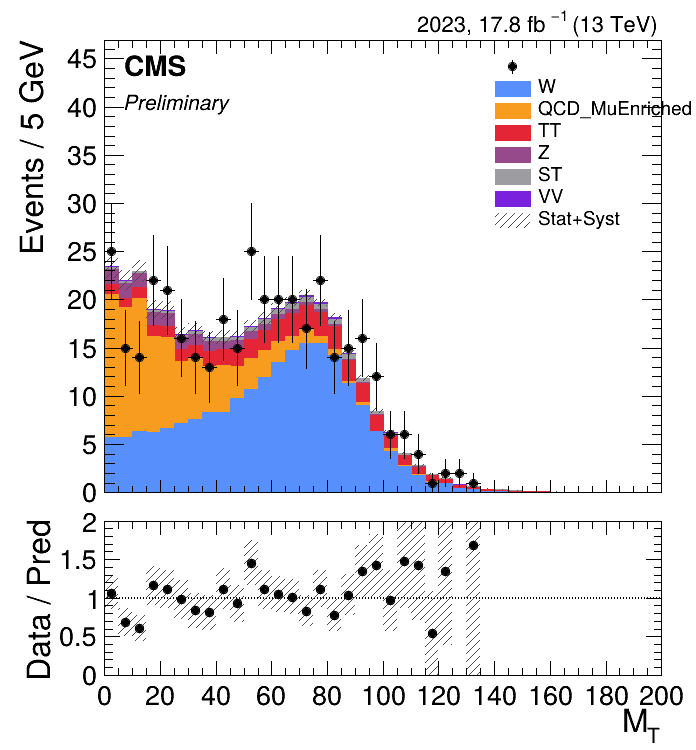 2023, 17.8 fb⁻¹ (13 TeV)
CMS
Preliminary
W
QCD_MuEnriched
TT
Z
ST
VV
Stat+Syst
Events / 5 GeV
45
40
35
30
25
20
15
10
5
0
Data / Pred
2
1.5
1
0.5
0
0 20 40 60 80 100 120 140 160 180 200
M_T